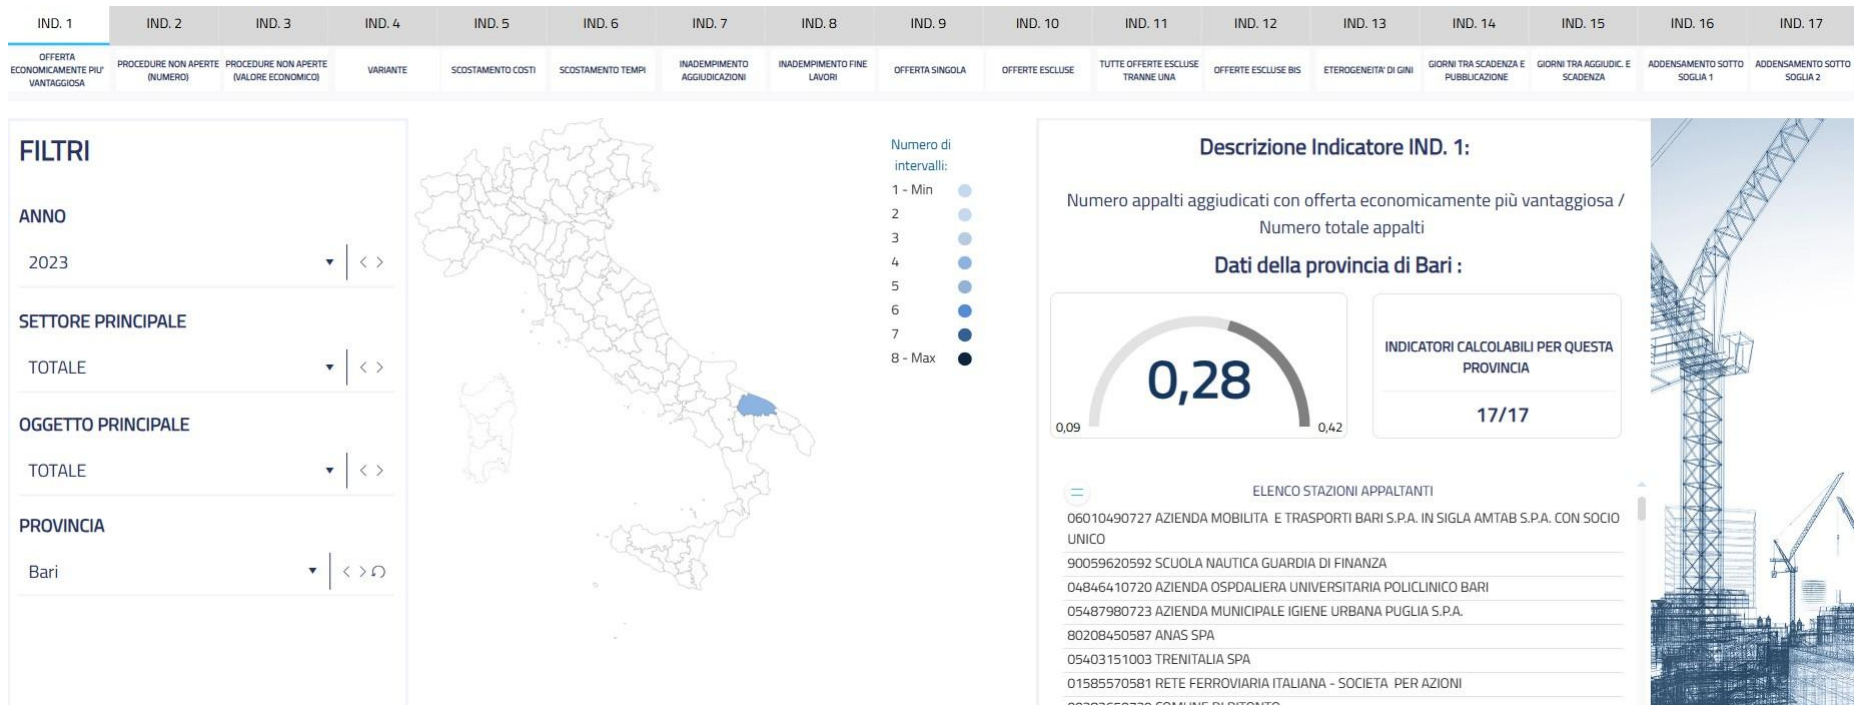 IND. 1
IND. 2
IND. 3
IND. 4
IND. 5
IND. 6
IND. 7
IND. 8
IND. 9
IND. 10
IND. 11
IND. 12
IND. 13
IND. 14
IND. 15
IND. 16
IND. 17
OFFERTA
ECONOMICAMENTE PIU'
VANTAGGIOSA
PROCEDURE NON APERTE
(NUMERO)
PROCEDURE NON APERTE
(VALORE ECONOMICO)
VARIANTE
SCOSTAMENTO COSTI
SCOSTAMENTO TEMPI
INADEMPIMENTO
AGGIUDICAZIONI
INADEMPIMENTO FINE
LAVORI
OFFERTA SINGOLA
OFFERTE ESCLUSE
TUTTE OFFERTE ESCLUSE
TRANNE UNA
OFFERTE ESCLUSE BIS
ETEROGENEITA' DI GINI
GIORNI TRA SCADENZA E
PUBBLICAZIONE
GIORNI TRA AGGIUDIC. E
SCADENZA
ADDENSAMENTO SOTTO
SOGLIA 1
ADDENSAMENTO SOTTO
SOGLIA 2
FILTRI
ANNO
2023
SETTORE PRINCIPALE
TOTALE
OGGETTO PRINCIPALE
TOTALE
PROVINCIA
Bari
Numero di
intervalli:
1 - Min
2
3
4
5
6
7
8 - Max
Descrizione Indicatore IND. 1:
Numero appalti aggiudicati con offerta economicamente più vantaggiosa /
Numero totale appalti
Dati della provincia di Bari :
0,28
0,09
0,42
INDICATORI CALCOLABILI PER QUESTA
PROVINCIA
17/17
ELENCO STAZIONI APPALTANTI
06010490727 AZIENDA MOBILITA E TRASPORTI BARI S.P.A. IN SIGLA AMTAB S.P.A. CON SOCIO
UNICO
90059620592 SCUOLA NAUTICA GUARDIA DI FINANZA
04846410720 AZIENDA OSPDALIERA UNIVERSITARIA POLICLINICO BARI
05487980723 AZIENDA MUNICIPALE IGIENE URBANA PUGLIA S.P.A.
80208450587 ANAS SPA
05403151003 TRENITALIA SPA
01585570581 RETE FERROVIARIA ITALIANA - SOCIETA PER AZIONI
COMUNE DI BITONTO